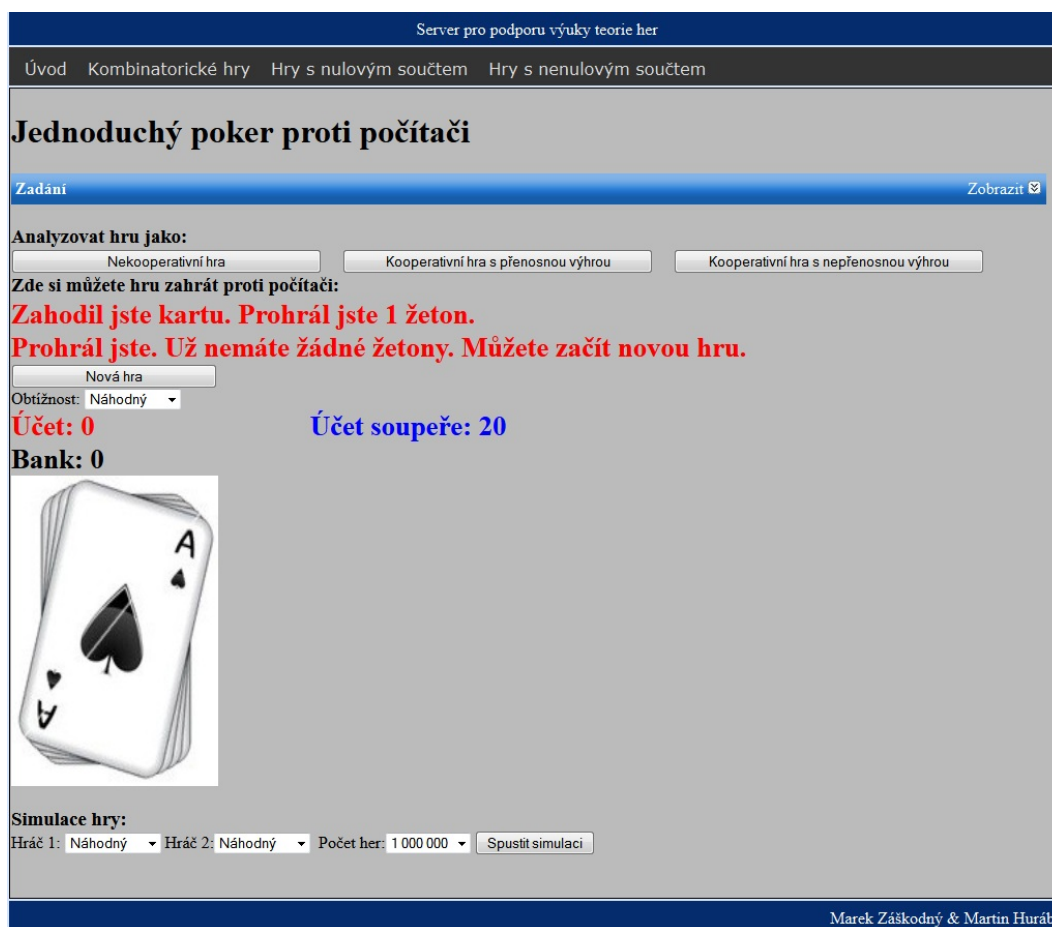 Server pro podporu výuky teorie her
Úvod Kombinatorické hry Hry s nulovým součtem Hry s nenulovým součtem
Jednoduchý poker proti počítači
Zadání Zobrazit
Analyzovat hru jako:
Nekooperativní hra Kooperativní hra s přenosnou výhrou Kooperativní hra s nepřenosnou výhrou
Zde si můžete hru zahrát proti počítači:
Zahodil jste kartu. Prohrál jste 1 žeton.
Prohrál jste. Už nemáte žádné žetony. Můžete začít novou hru.
Nová hra
Obtížnost: Náhodný
Účet: 0 Účet soupeře: 20
Bank: 0
A
A
Simulace hry:
Hráč 1: Náhodný Hráč 2: Náhodný Počet her: 1 000 000 Spustit simulaci
Marek Záškodný & Martin Huráb